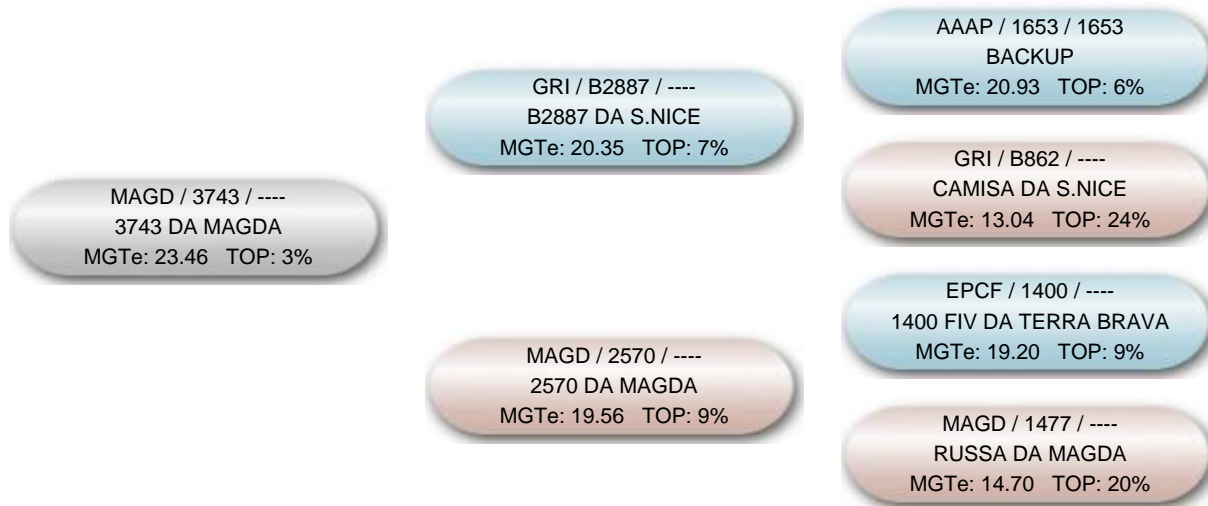 MAGD / 3743 / ----
3743 DA MAGDA
MGTe: 23.46 TOP: 3%
GRI / B2887 / ----
B2887 DA S.NICE
MGTe: 20.35 TOP: 7%
MAGD / 2570 / ----
2570 DA MAGDA
MGTe: 19.56 TOP: 9%
AAAP / 1653 / 1653
BACKUP
MGTe: 20.93 TOP: 6%
GRI / B862 / ----
CAMISA DA S.NICE
MGTe: 13.04 TOP: 24%
EPCF / 1400 / ----
1400 FIV DA TERRA BRAVA
MGTe: 19.20 TOP: 9%
MAGD / 1477 / ----
RUSSA DA MAGDA
MGTe: 14.70 TOP: 20%